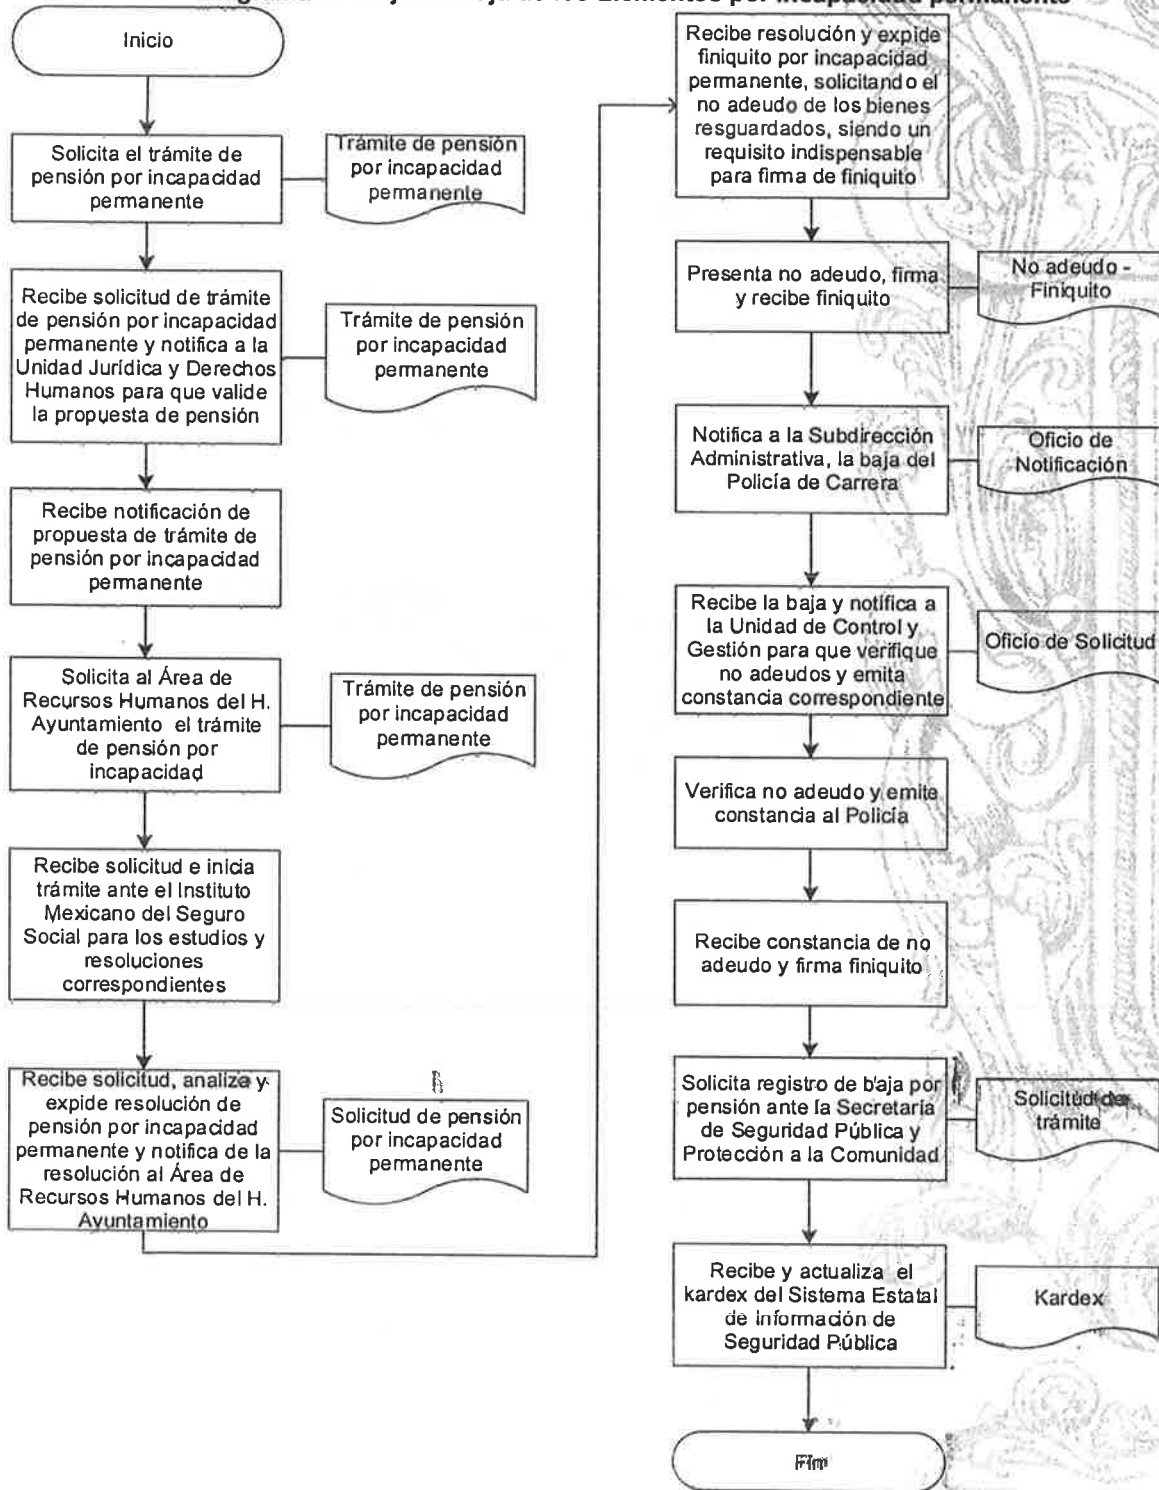 los Elementos por incapacidad permanente
Inicio
Solicita el trámite de
pensión por incapacidad
permanente
Trámite de pensión
por incapacidad
permanente
Recibe solicitud de trámite
de pensión por incapacidad
permanente y notifica a la
Unidad Jurídica y Derechos
Humanos para que valide
la propuesta de pensión
Trámite de pensión
por incapacidad
permanente
Recibe notificación de
propuesta de trámite de
pensión por incapacidad
permanente
Solicita al Área de
Recursos Humanos del H.
Ayuntamiento el trámite
de pensión por
incapacidad
Trámite de pensión
por incapacidad
permanente
Recibe solicitud e inicia
trámite ante el Instituto
Mexicano del Seguro
Social para los estudios y
resoluciones
correspondientes
Recibe solicitud, analiza y
expide resolución de
pensión por incapacidad
permanente y notifica de la
resolución al Área de
Recursos Humanos del H.
Ayuntamiento
Solicitud de pensión
por incapacidad
permanente
Recibe resolución y expide
finiquito por incapacidad
permanente, solicitando el
no adeudo de los bienes
resguardados, siendo un
requisito indispensable
para firma de finiquito
Presenta no adeudo, firma
y recibe finiquito
No adeudo -
Finiquito
Notifica a la Subdirección
Administrativa, la baja del
Policía de Carrera
Oficio de
Notificación
Recibe la baja y notifica a
la Unidad de Control y
Gestión para que verifique
no adeudos y emita
constancia correspondiente
Oficio de Solicitud
Verifica no adeudo y emite
constancia al Policía
Recibe constancia de no
adeudo y firma finiquito
Solicita registro de baja por
pensión ante la Secretaría
de Seguridad Pública y
Protección a la Comunidad
Solicitud de
trámite
Recibe y actualiza el
kardex del Sistema Estatal
de información de
Seguridad Pública
Kardex
Fin